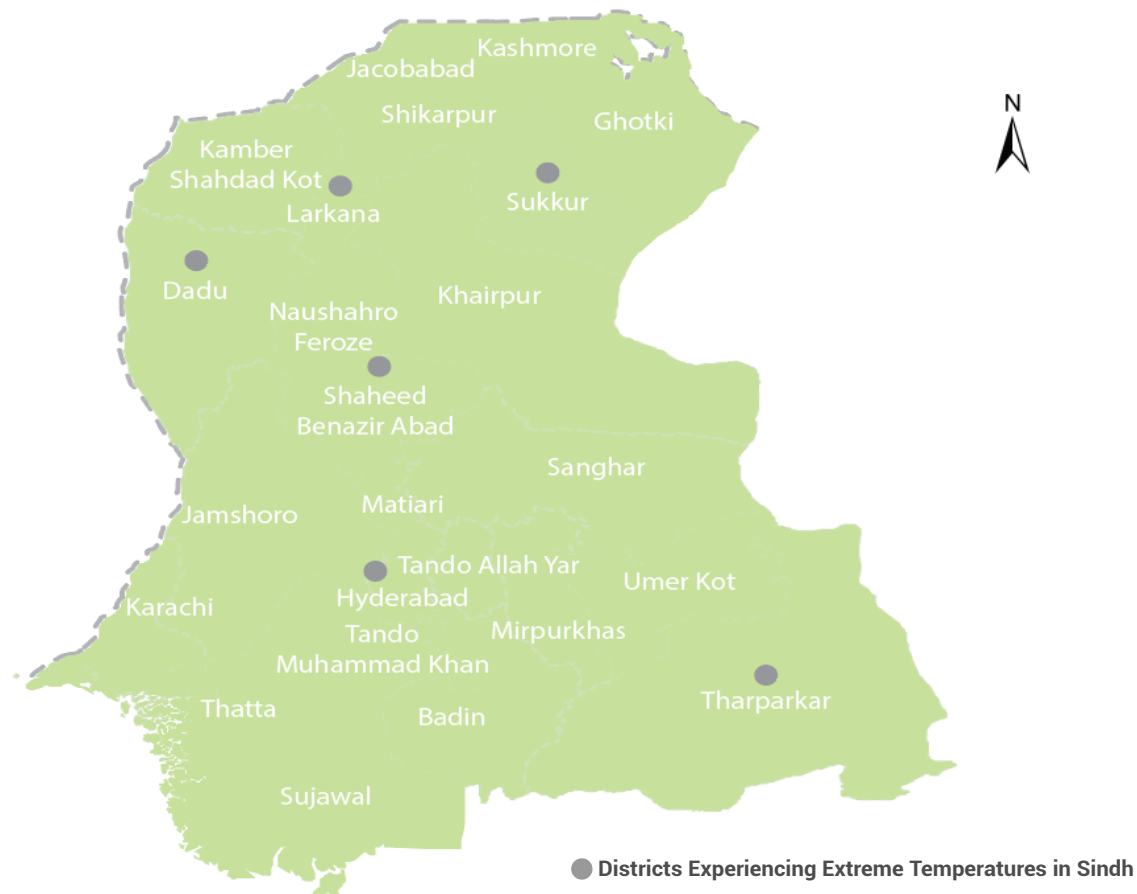 Kashmore
Jacobabad
N
Shikarpur
Ghotki
Kamber
Shahdad Kot
Sukkur
Larkana
Dadu
Khairpur
Naushahro
Feroze
Shaheed
Benazir Abad
Sanghar
Matiari
Jamshoro
Tando Allah Yar
Umer Kot
Hyderabad
Karachi
Mirpurkhas
Tando
Muhammad Khan
Tharparkar
Thatta
Badin
Sujawal
Districts Experiencing Extreme Temperatures in Sindh